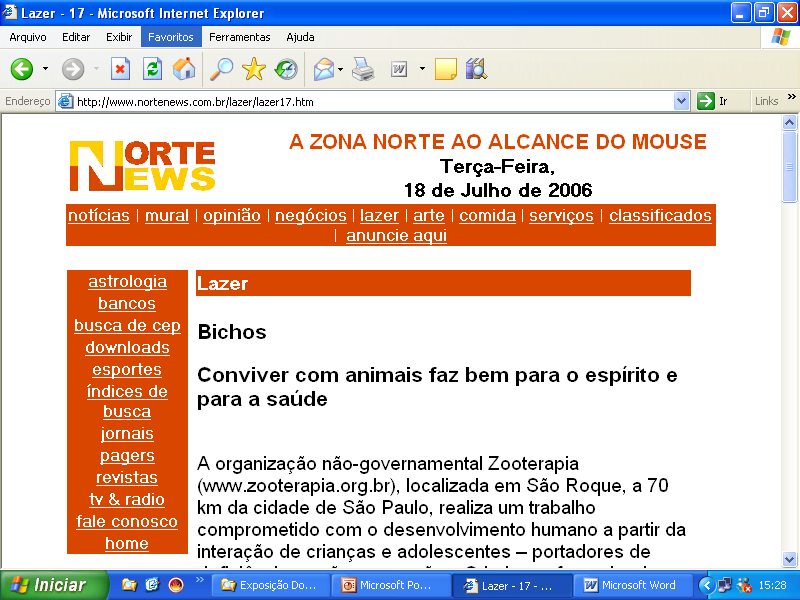 Lazer - 17 - Microsoft Internet Explorer
Arquivo Editar Exibir Favoritos Ferramentas Ajuda
Endereço http://www.nortenews.com.br/lazer/lazer17.htm Ir Links »
NORTE NEWS
A ZONA NORTE AO ALCANCE DO MOUSE
Terça-Feira,
18 de Julho de 2006
notícias | mural | opinião | negócios | lazer | arte | comida | serviços | classificados
| anuncie aqui
astrologia
bancos
busca de cep
downloads
esportes
índices de
busca
jornais
pagers
revistas
tv & radio
fale conosco
home
Lazer
Bichos
Conviver com animais faz bem para o espírito e
para a saúde
A organização não-governamental Zooterapia
(www.zooterapia.org.br), localizada em São Roque, a 70
km da cidade de São Paulo, realiza um trabalho
comprometido com o desenvolvimento humano a partir da
interação de crianças e adolescentes – portadores de
Iniciar » Exposição Do... Microsoft Po... Lazer - 17 - ... Microsoft Word 15:28